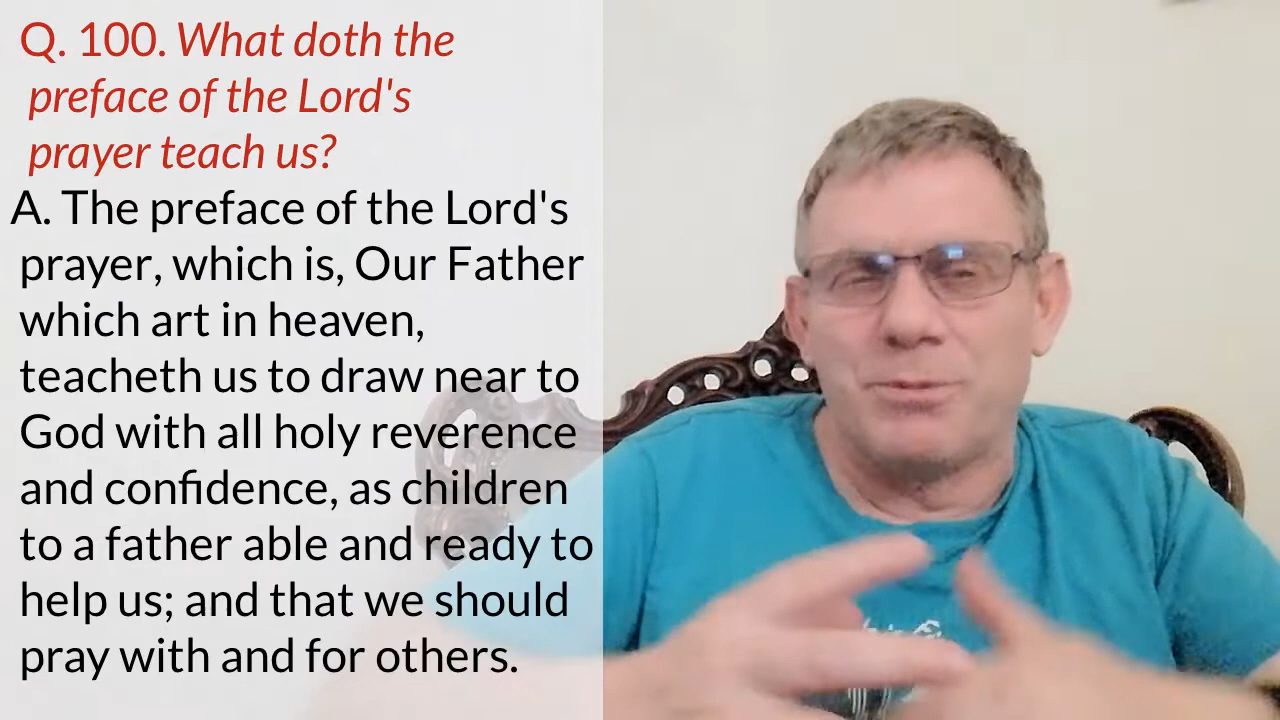 Q. 100. What doth the
preface of the Lord's
prayer teach us?
A. The preface of the Lord's
prayer, which is, Our Father
which art in heaven,
teacheth us to draw near to
God with all holy reverence
and confidence, as children
to a father able and ready to
help us; and that we should
pray with and for others.